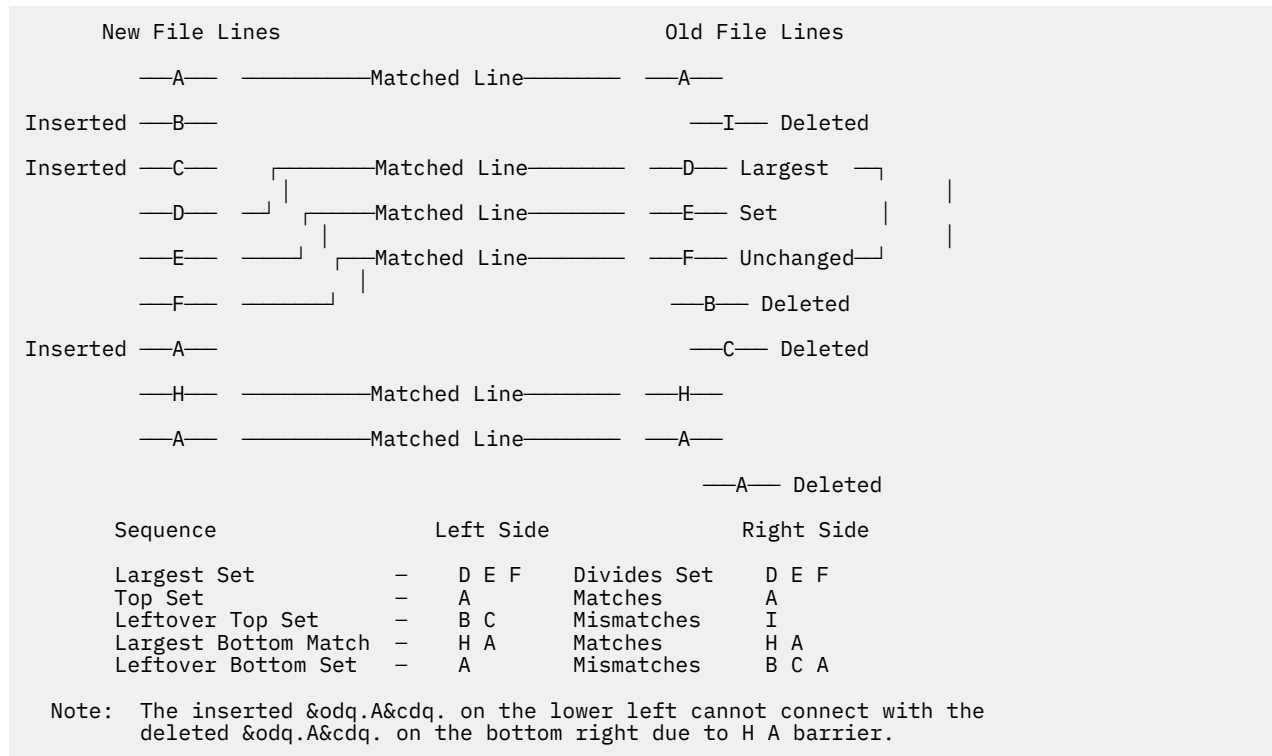 New File Lines Old File Lines
———A——— ——————————Matched Line———————— ———A———
Inserted ———B——— ———I——— Deleted
Inserted ———C——— ┌————————Matched Line———————— ———D——— Largest ——┐
———D——— ——┘ ┌——————Matched Line———————— ———E——— Set │
———E——— —————┘ ┌———Matched Line———————— ———F——— Unchanged——┘
———F——— ————————┘ ———B——— Deleted
Inserted ———A——— ———C——— Deleted
———H——— ——————————Matched Line———————— ———H———
———A——— ——————————Matched Line———————— ———A———
———A——— Deleted
Sequence Left Side Right Side
Largest Set – D E F Divides Set D E F
Top Set – A Matches A
Leftover Top Set – B C Mismatches I
Largest Bottom Match – H A Matches H A
Leftover Bottom Set – A Mismatches B C A
Note: The inserted &odq.A&cdq. on the lower left cannot connect with the
deleted &odq.A&cdq. on the bottom right due to H A barrier.